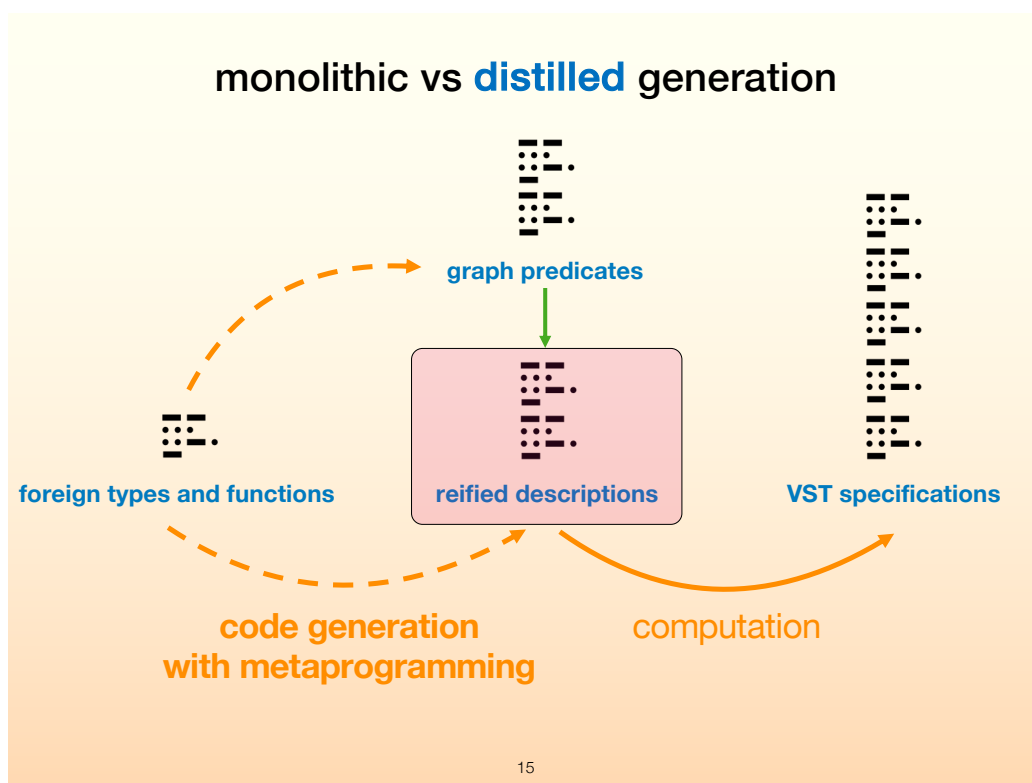 monolithic vs distilled generation
graph predicates
foreign types and functions
reified descriptions
VST specifications
code generation
with metaprogramming
computation
15